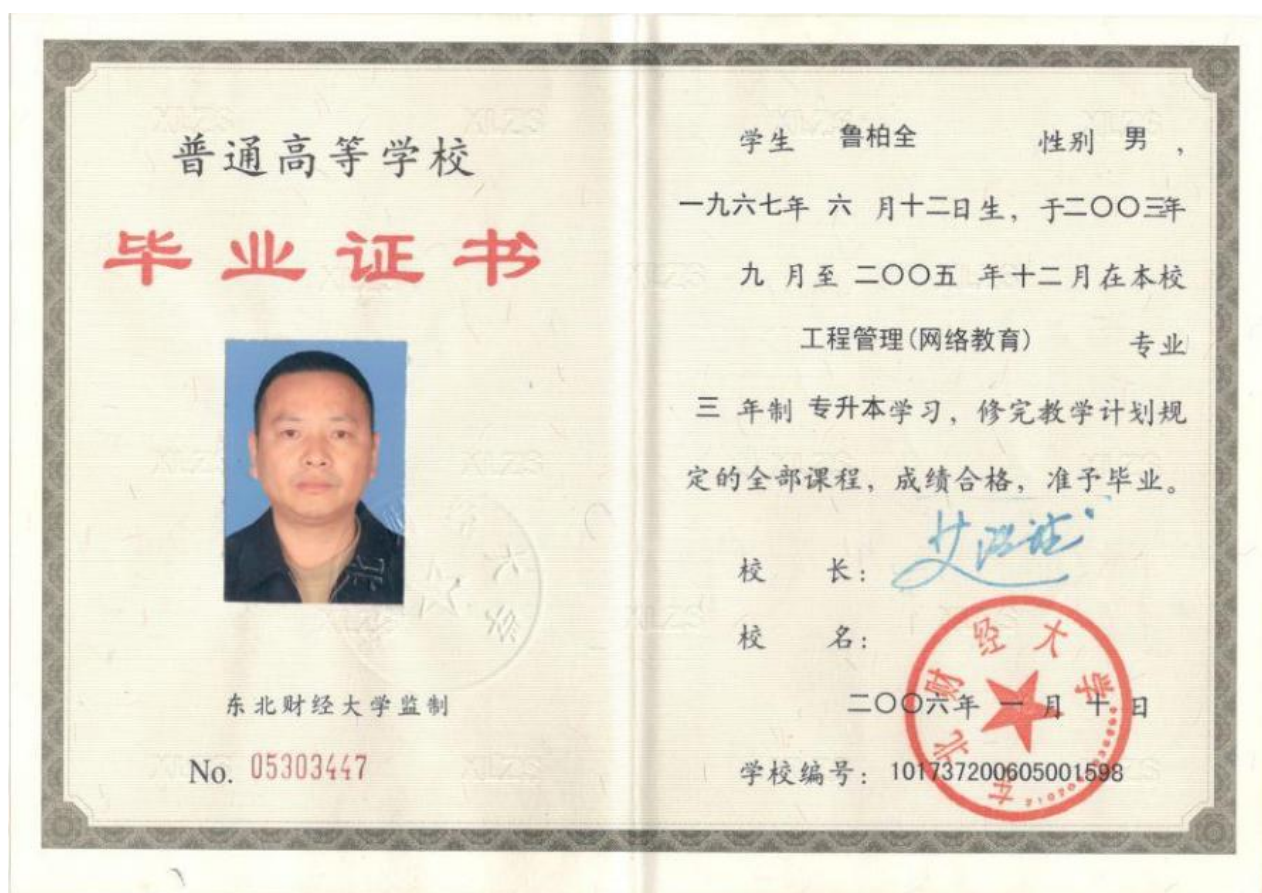 普通高等学校
毕业证书
东北财经大学监制
No. 05303447
学生 鲁柏全 性别 男，
一九六七年 六 月十二日生，于二〇〇三年
九 月至 二〇〇五 年十二月在本校
工程管理(网络教育) 专业
三 年制 专升本学习，修完教学计划规
定的全部课程，成绩合格，准予毕业。
校 长：
校 名：
东北财经大学
二〇〇六年 一 月 十 日
学校编号：101737200605001598